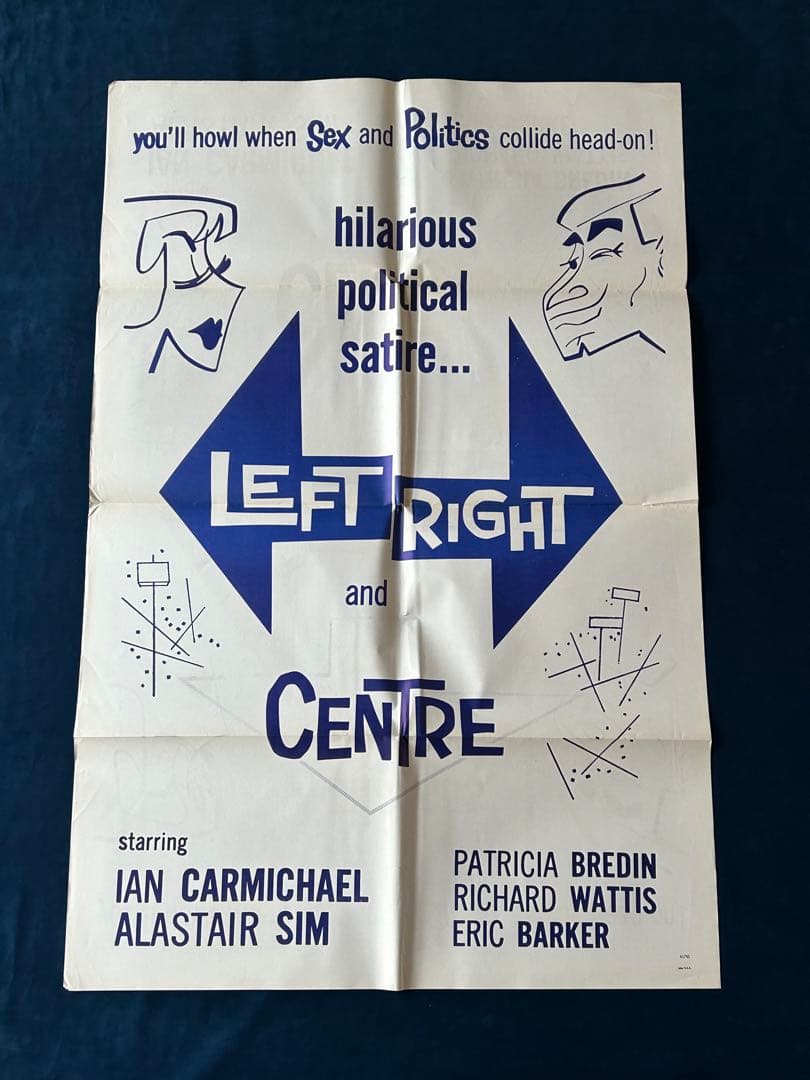 you'll howl when Sex and Politics collide head-on!
hilarious
political
satire...
LEFT RIGHT
and
CENTRE
starring
IAN CARMICHAEL
ALASTAIR SIM
PATRICIA BREDIN
RICHARD WATTIS
ERIC BARKER